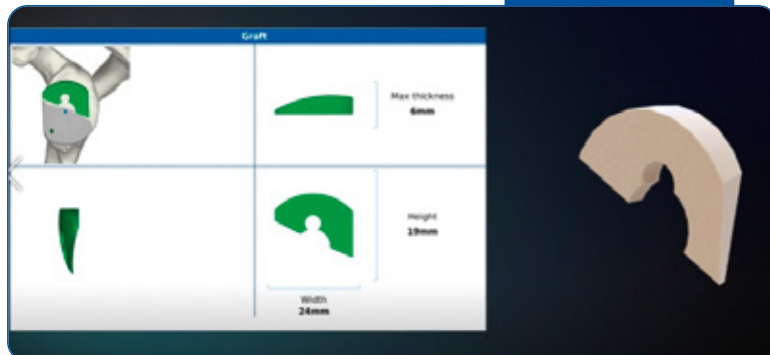 Graft
Max thickness
6mm
Height
19mm
Width
24mm